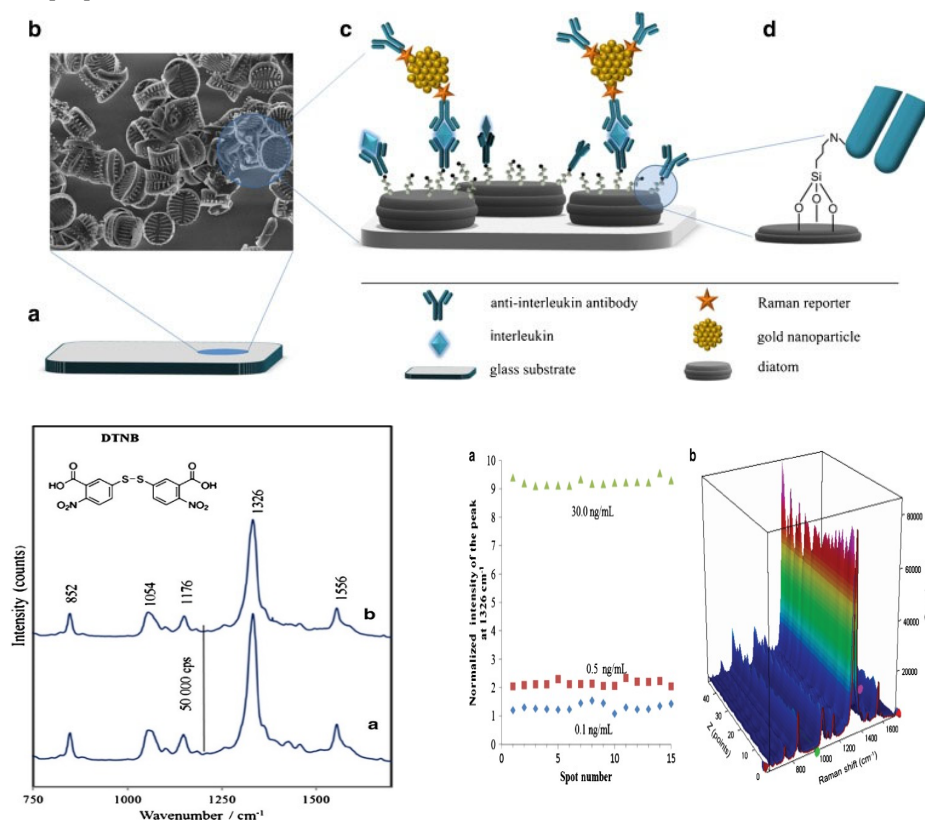 b
c
d
N
Si
O
O
O
a
anti-interleukin antibody
Raman reporter
interleukin
gold nanoparticle
glass substrate
diatom
DTNB
HO
O
S-S
O
OH
NO₂
NO₂
852
1054
1176
1326
1556
b
50 000 cps
a
Intensity (counts)
750
1000
1250
1500
Wavenumber / cm⁻¹
a
Normalized intensity of the peak
at 1326 cm⁻¹
10
9
8
7
6
5
4
3
2
1
0
30.0 ng/mL
0.5 ng/mL
0.1 ng/mL
0
5
10
15
Spot number
b
80000
60000
40000
20000
40
30
20
10
0
Z (points)
800
1000
1200
1400
1600
Raman shift (cm⁻¹)